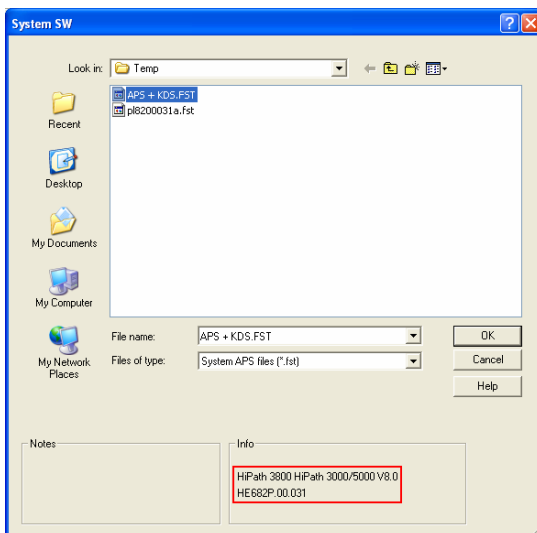 System SW
Look in: Temp
APS + KDS.FST
pl8200031a.fst
Recent
Desktop
My Documents
My Computer
My Network Places
File name: APS + KDS.FST OK
Files of type: System APS files (*.fst) Cancel
Help
Notes
Info
HiPath 3800 HiPath 3000/5000 V8.0
HE682P.00.031